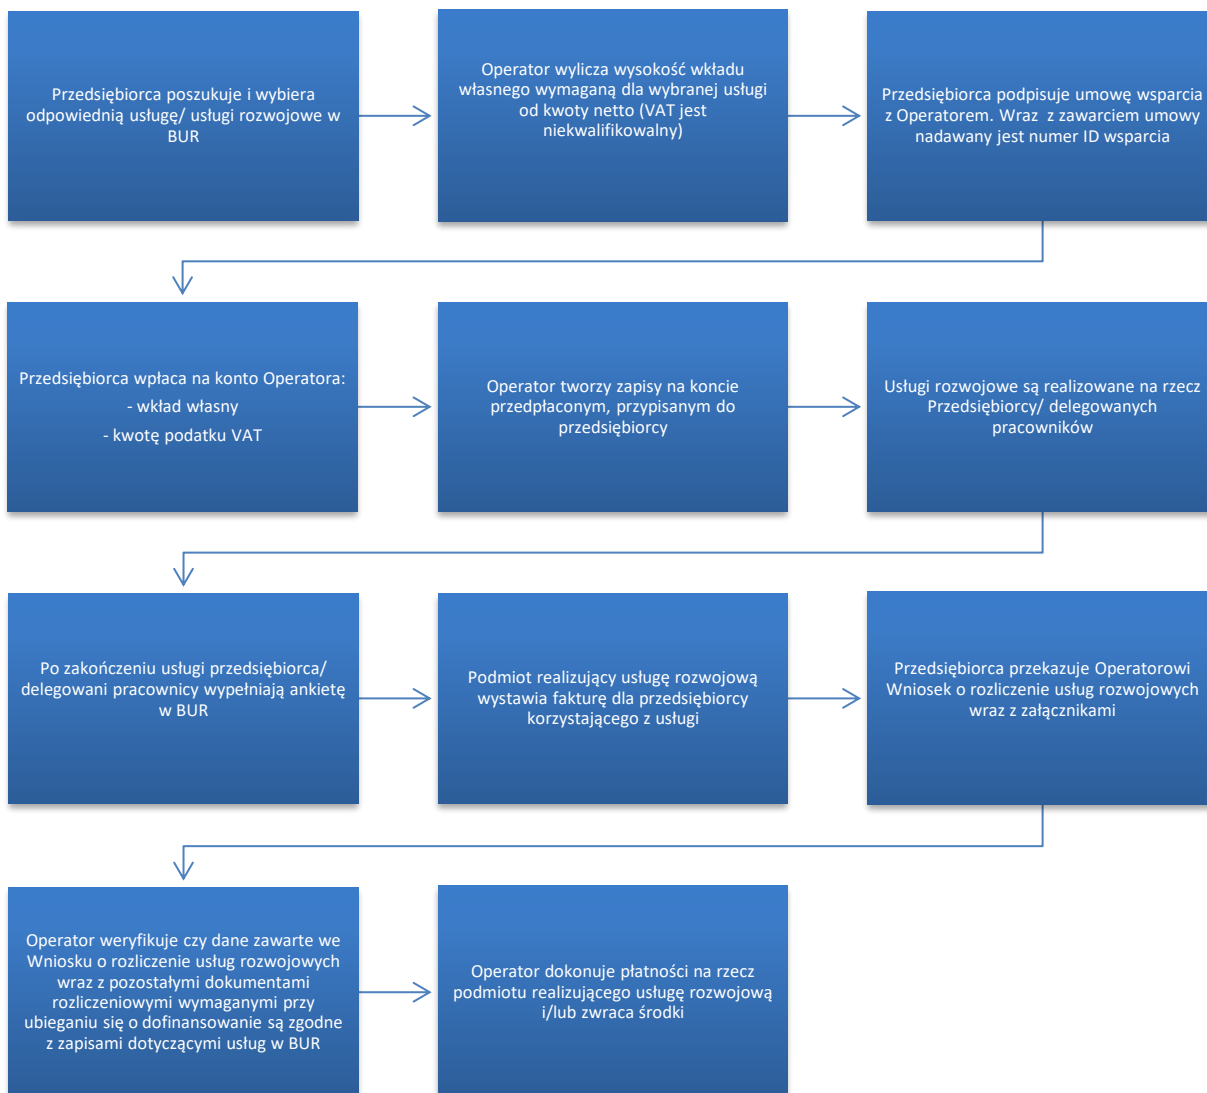 Przedsiębiorca poszukuje i wybiera
odpowiednią usługę/ usługi rozwojowe w
BUR
Operator wylicza wysokość wkładu
własnego wymaganą dla wybranej usługi
od kwoty netto (VAT jest
niekwalifikowalny)
Przedsiębiorca podpisuje umowę wsparcia
z Operatorem. Wraz z zawarciem umowy
nadawany jest numer ID wsparcia
Przedsiębiorca wpłaca na konto Operatora:
- wkład własny
- kwotę podatku VAT
Operator tworzy zapisy na koncie
przedpłaconym, przypisanym do
przedsiębiorcy
Usługi rozwojowe są realizowane na rzecz
Przedsiębiorcy/ delegowanych
pracowników
Po zakończeniu usługi przedsiębiorca/
delegowani pracownicy wypełniają ankietę
w BUR
Podmiot realizujący usługę rozwojową
wystawia fakturę dla przedsiębiorcy
korzystającego z usługi
Przedsiębiorca przekazuje Operatorowi
Wniosek o rozliczenie usług rozwojowych
wraz z załącznikami
Operator weryfikuje czy dane zawarte we
Wniosku o rozliczenie usług rozwojowych
wraz z pozostałymi dokumentami
rozliczeniowymi wymaganymi przy
ubieganiu się o dofinansowanie są zgodne
z zapisami dotyczącymi usług w BUR
Operator dokonuje płatności na rzecz
podmiotu realizującego usługę rozwojową
i/lub zwraca środki